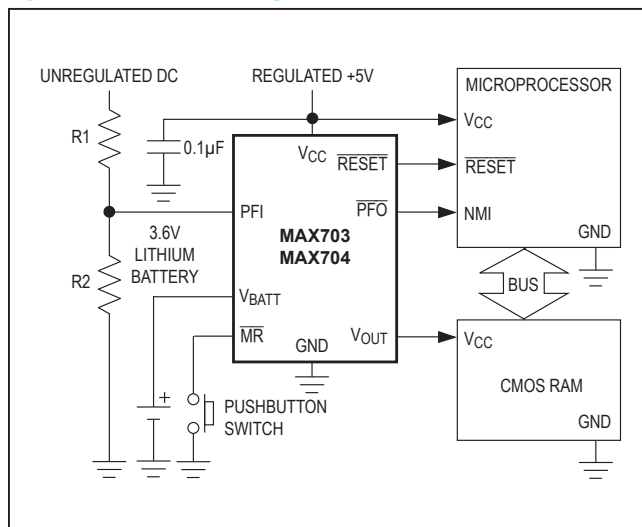 UNREGULATED DC
REGULATED +5V
MICROPROCESSOR
R1
0.1µF
VCC
RESET
PFO
PFI
MAX703
MAX704
VCC
RESET
NMI
GND
3.6V
LITHIUM
BATTERY
R2
VBATT
MR
GND
VOUT
BUS
VCC
CMOS RAM
GND
+
PUSHBUTTON
SWITCH